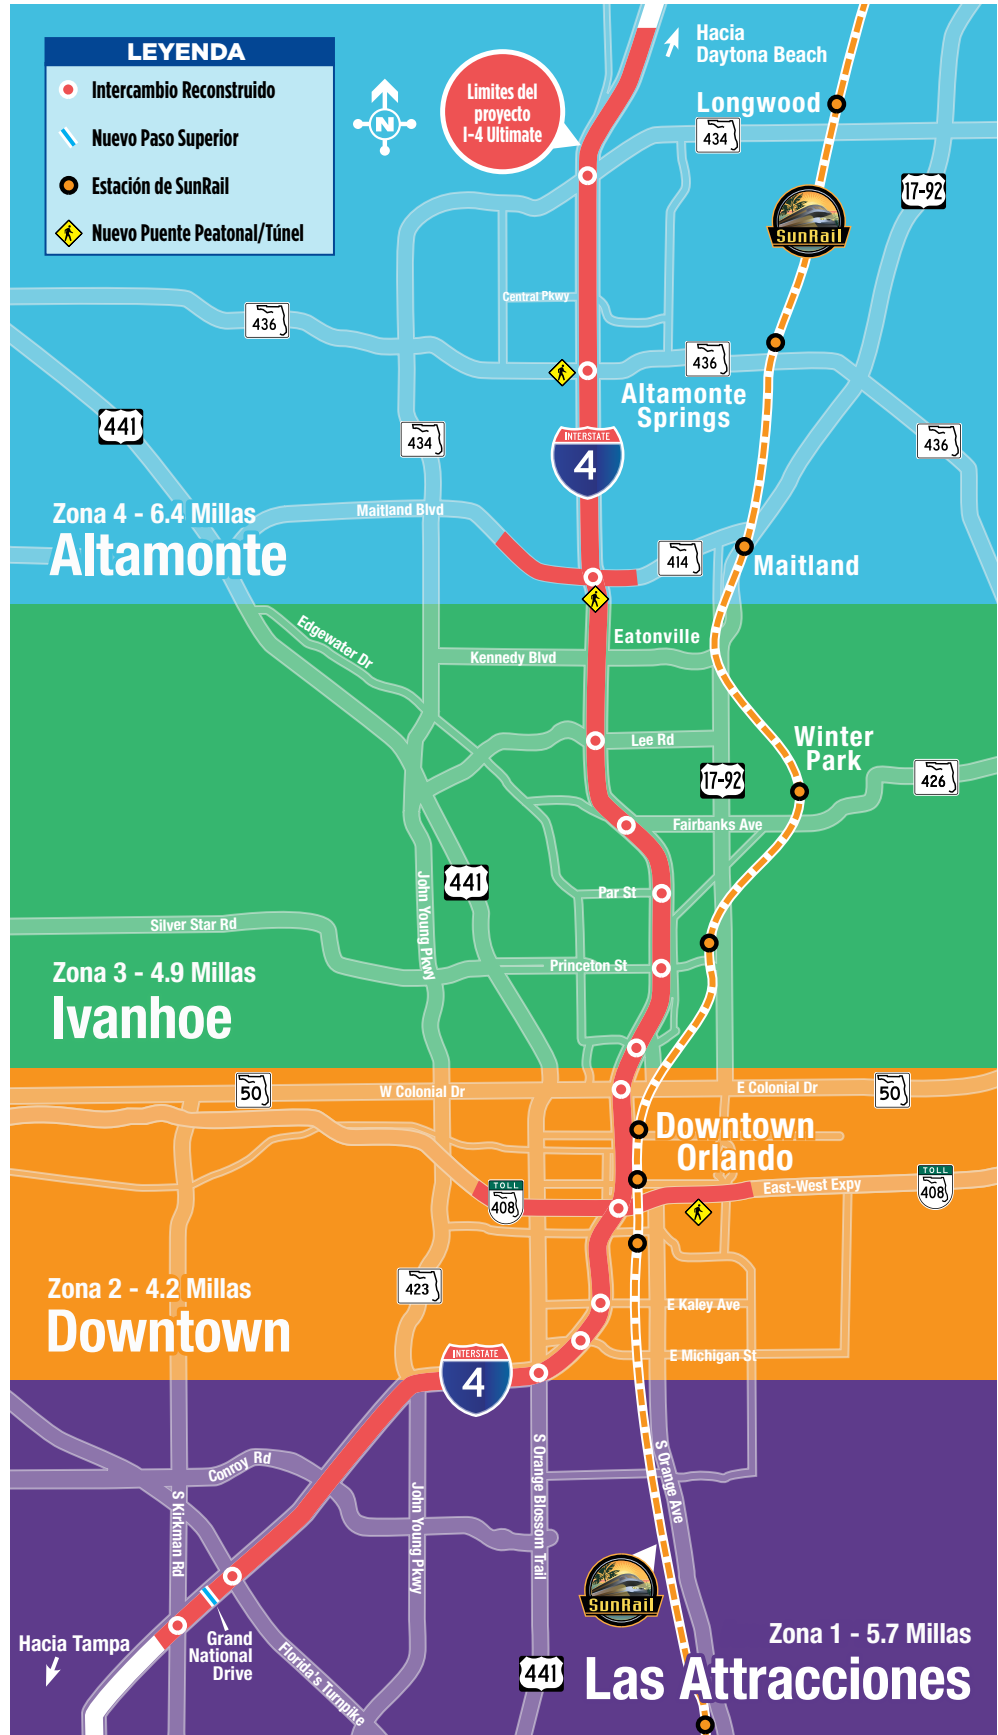 LEYENDA
Intercambio Reconstruido
Nuevo Paso Superior
Estación de SunRail
Nuevo Puente Peatonal/Túnel
N
Limites del
proyecto
I-4 Ultimate
Hacia
Daytona Beach
Longwood
434
17-92
SunRail
Central Pkwy
436
436
Altamonte
Springs
441
434
436
INTERSTATE
4
Zona 4 - 6.4 Millas
Altamonte
Maitland Blvd
414
Maitland
Edgewater Dr
Eatonville
Kennedy Blvd
Lee Rd
Winter
Park
17-92
426
Fairbanks Ave
441
John Young Pkwy
Par St
Silver Star Rd
Princeton St
Zona 3 - 4.9 Millas
Ivanhoe
50
W Colonial Dr
E Colonial Dr
50
Downtown
Orlando
TOLL
408
East-West Expy
TOLL
408
Zona 2 - 4.2 Millas
Downtown
423
E Kaley Ave
E Michigan St
INTERSTATE
4
Conroy Rd
S Kirkman Rd
John Young Pkwy
S Orange Blossom Trail
S Orange Ave
SunRail
Hacia Tampa
Grand
National
Drive
Florida's Turnpike
441
Zona 1 - 5.7 Millas
Las Attracciones